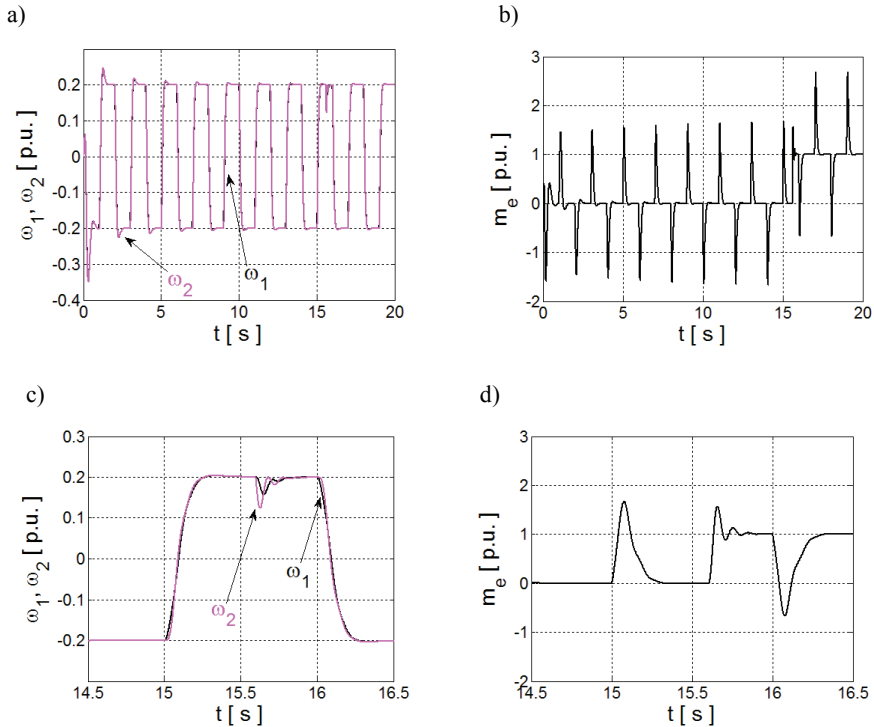 a)
0.2
0.1
0
-0.1
-0.2
-0.3
-0.4
ω₁, ω₂ [ p.u. ]
ω₂
ω₁
0 5 10 15 20
t [ s ]
b)
3
2
1
0
-1
-2
mₑ [ p.u. ]
0 5 10 15 20
t [ s ]
c)
0.3
0.2
0.1
0
-0.1
-0.2
ω₁, ω₂ [ p.u. ]
ω₂
ω₁
14.5 15 15.5 16 16.5
t [ s ]
d)
3
2
1
0
-1
-2
mₑ [ p.u. ]
14.5 15 15.5 16 16.5
t [ s ]